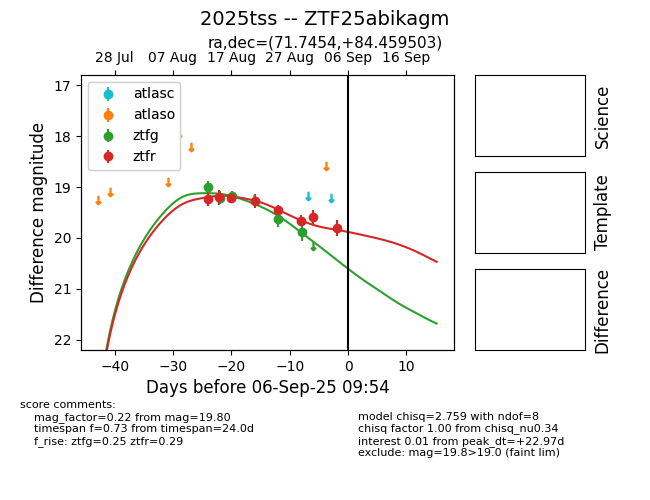 2025tss -- ZTF25abikagm
ra,dec=(71.7454,+84.459503)
28 Jul 07 Aug 17 Aug 27 Aug 06 Sep 16 Sep
atlasc
atlaso
ztfg
ztfr
17
18
19
20
21
22
Difference magnitude
−40 −30 −20 −10 0 10
Days before 06-Sep-25 09:54
Science
Template
Difference
score comments:
mag_factor=0.22 from mag=19.80
timespan f=0.73 from timespan=24.0d
f_rise: ztfg=0.25 ztfr=0.29
model chisq=2.759 with ndof=8
chisq factor 1.00 from chisq_nu0.34
interest 0.01 from peak_dt=+22.97d
exclude: mag=19.8>19.0 (faint lim)